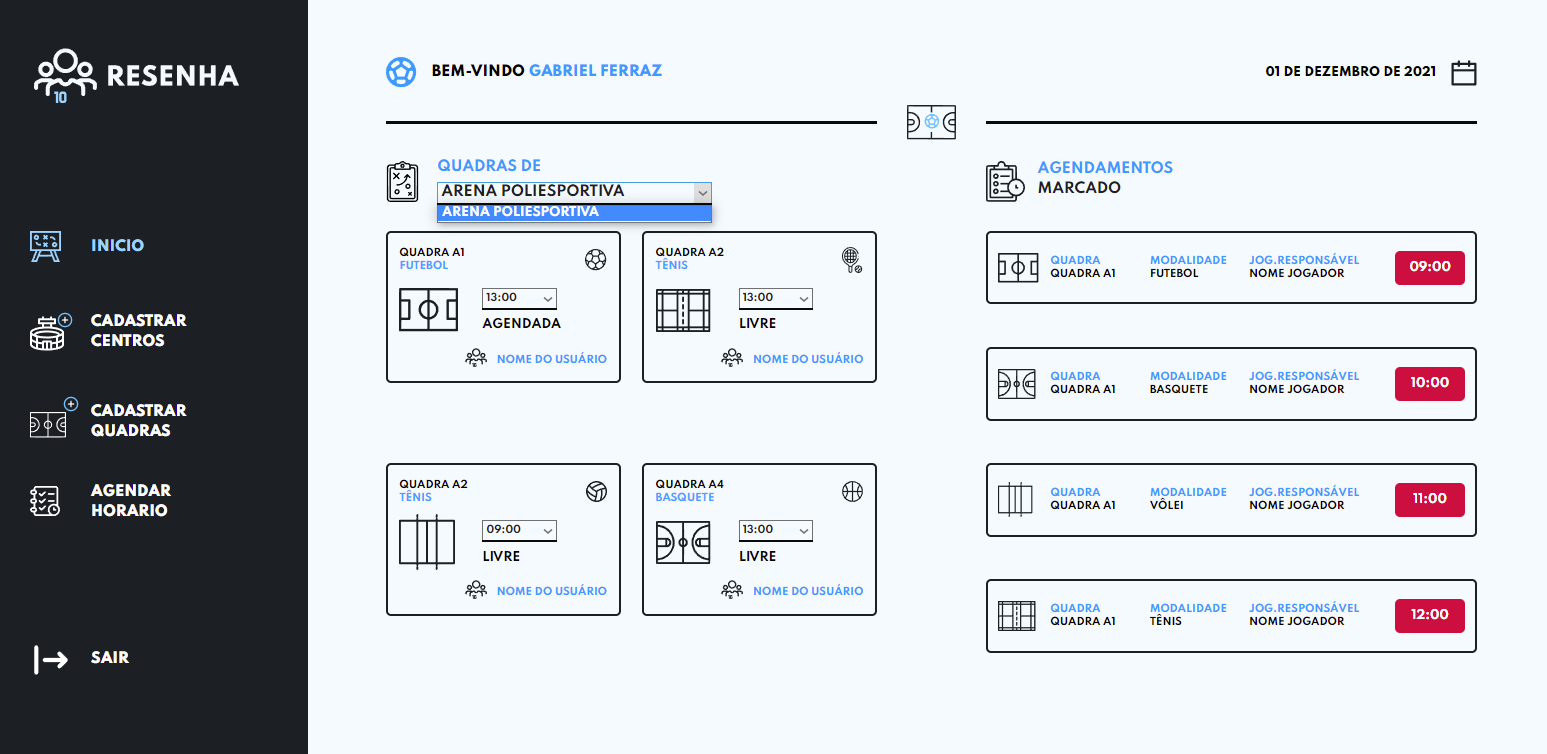 RESENHA
10
INICIO
CADASTRAR
CENTROS
CADASTRAR
QUADRAS
AGENDAR
HORARIO
SAIR
BEM-VINDO GABRIEL FERRAZ
01 DE DEZEMBRO DE 2021
QUADRAS DE
ARENA POLIESPORTIVA
ARENA POLIESPORTIVA
QUADRA A1
FUTEBOL
13:00
AGENDADA
NOME DO USUÁRIO
QUADRA A2
TÊNIS
13:00
LIVRE
NOME DO USUÁRIO
QUADRA A2
TÊNIS
09:00
LIVRE
NOME DO USUÁRIO
QUADRA A4
BASQUETE
13:00
LIVRE
NOME DO USUÁRIO
AGENDAMENTOS
MARCADO
QUADRA MODALIDADE JOG.RESPONSÁVEL
QUADRA A1 FUTEBOL NOME JOGADOR
09:00
QUADRA MODALIDADE JOG.RESPONSÁVEL
QUADRA A1 BASQUETE NOME JOGADOR
10:00
QUADRA MODALIDADE JOG.RESPONSÁVEL
QUADRA A1 VÔLEI NOME JOGADOR
11:00
QUADRA MODALIDADE JOG.RESPONSÁVEL
QUADRA A1 TÊNIS NOME JOGADOR
12:00